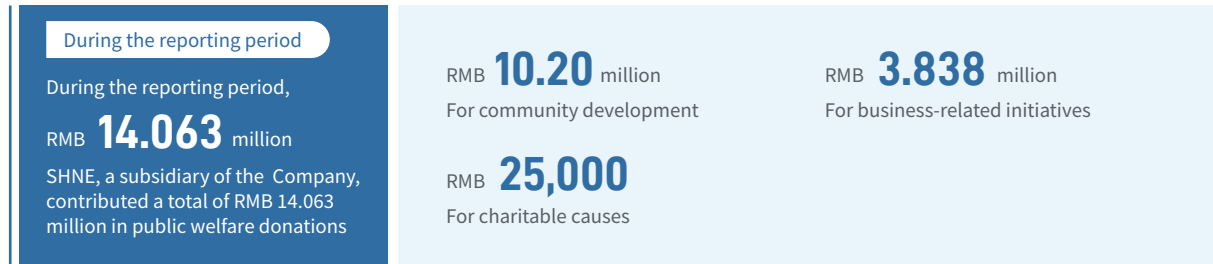 During the reporting period
During the reporting period,
RMB 14.063 million
SHNE, a subsidiary of the Company,
contributed a total of RMB 14.063
million in public welfare donations
RMB 10.20 million
For community development
RMB 3.838 million
For business-related initiatives
RMB 25,000
For charitable causes